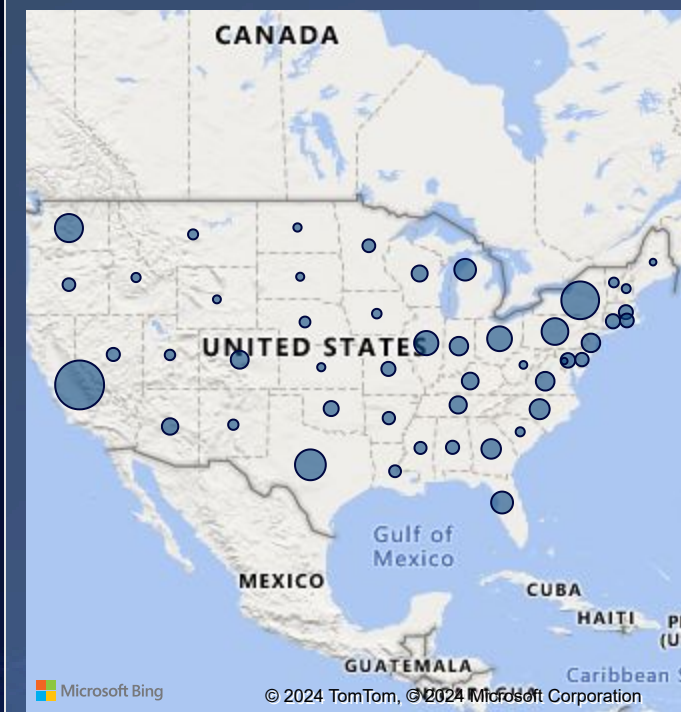 CANADA
UNITED STATES
Gulf of
Mexico
MEXICO
CUBA
HAITI
(U
GUATEMALA
Caribbean S
Microsoft Bing
© 2024 TomTom, © 2024 Microsoft Corporation